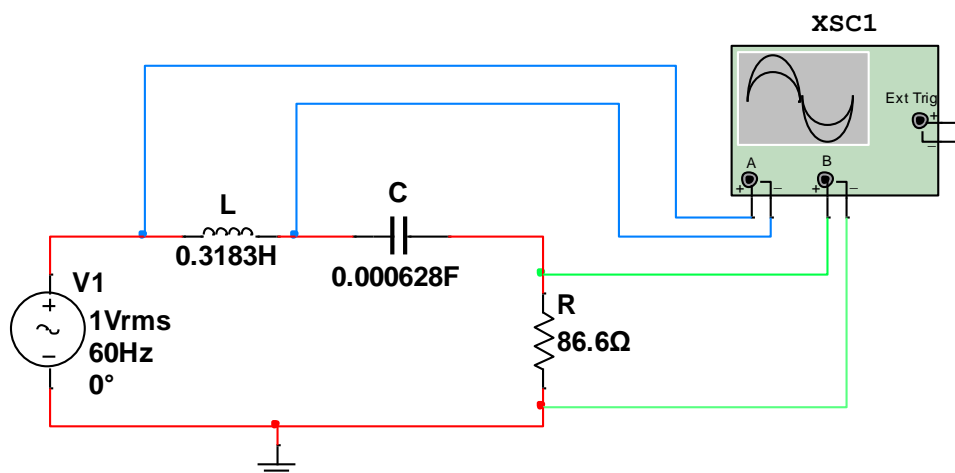 XSC1
Ext Trig
+
−
A
B
+ −
+ −
L
0.3183H
C
0.000628F
V1
+
−
1Vrms
60Hz
0°
R
86.6Ω